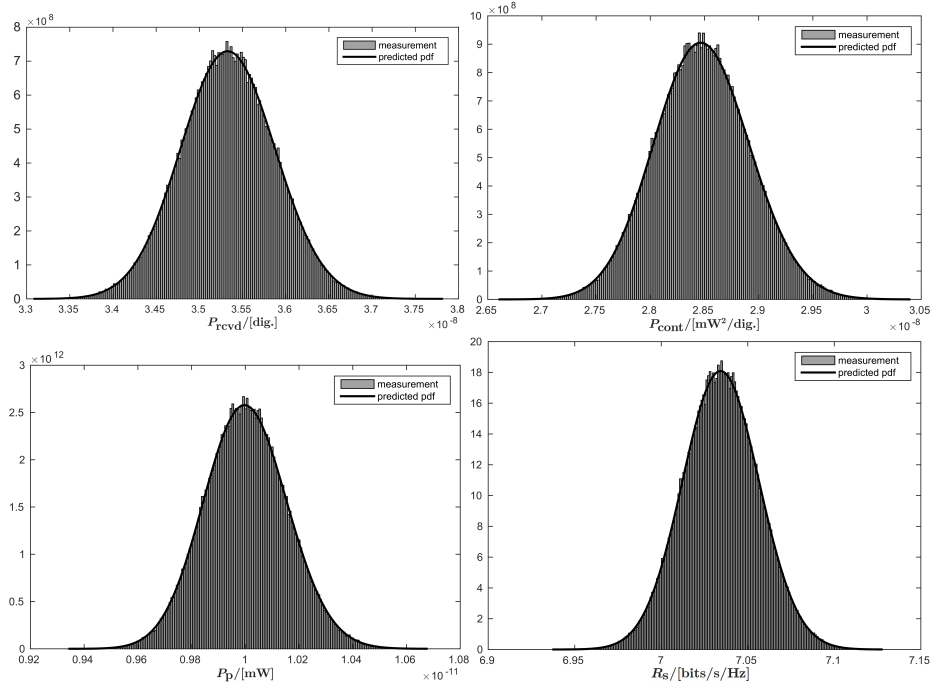 ×10⁸
8
7
6
5
4
3
2
1
0
measurement
predicted pdf
3.3 3.35 3.4 3.45 3.5 3.55 3.6 3.65 3.7 3.75 3.8
P_rcvd/[dig.]
×10⁻⁸
×10⁸
10
9
8
7
6
5
4
3
2
1
0
measurement
predicted pdf
2.6 2.65 2.7 2.75 2.8 2.85 2.9 2.95 3 3.05
P_cont/[mW²/dig.]
×10⁻⁸
×10¹²
3
2.5
2
1.5
1
0.5
0
measurement
predicted pdf
0.92 0.94 0.96 0.98 1 1.02 1.04 1.06 1.08
P_p/[mW]
×10⁻¹¹
20
18
16
14
12
10
8
6
4
2
0
measurement
predicted pdf
6.9 6.95 7 7.05 7.1 7.15
R_s/[bits/s/Hz]